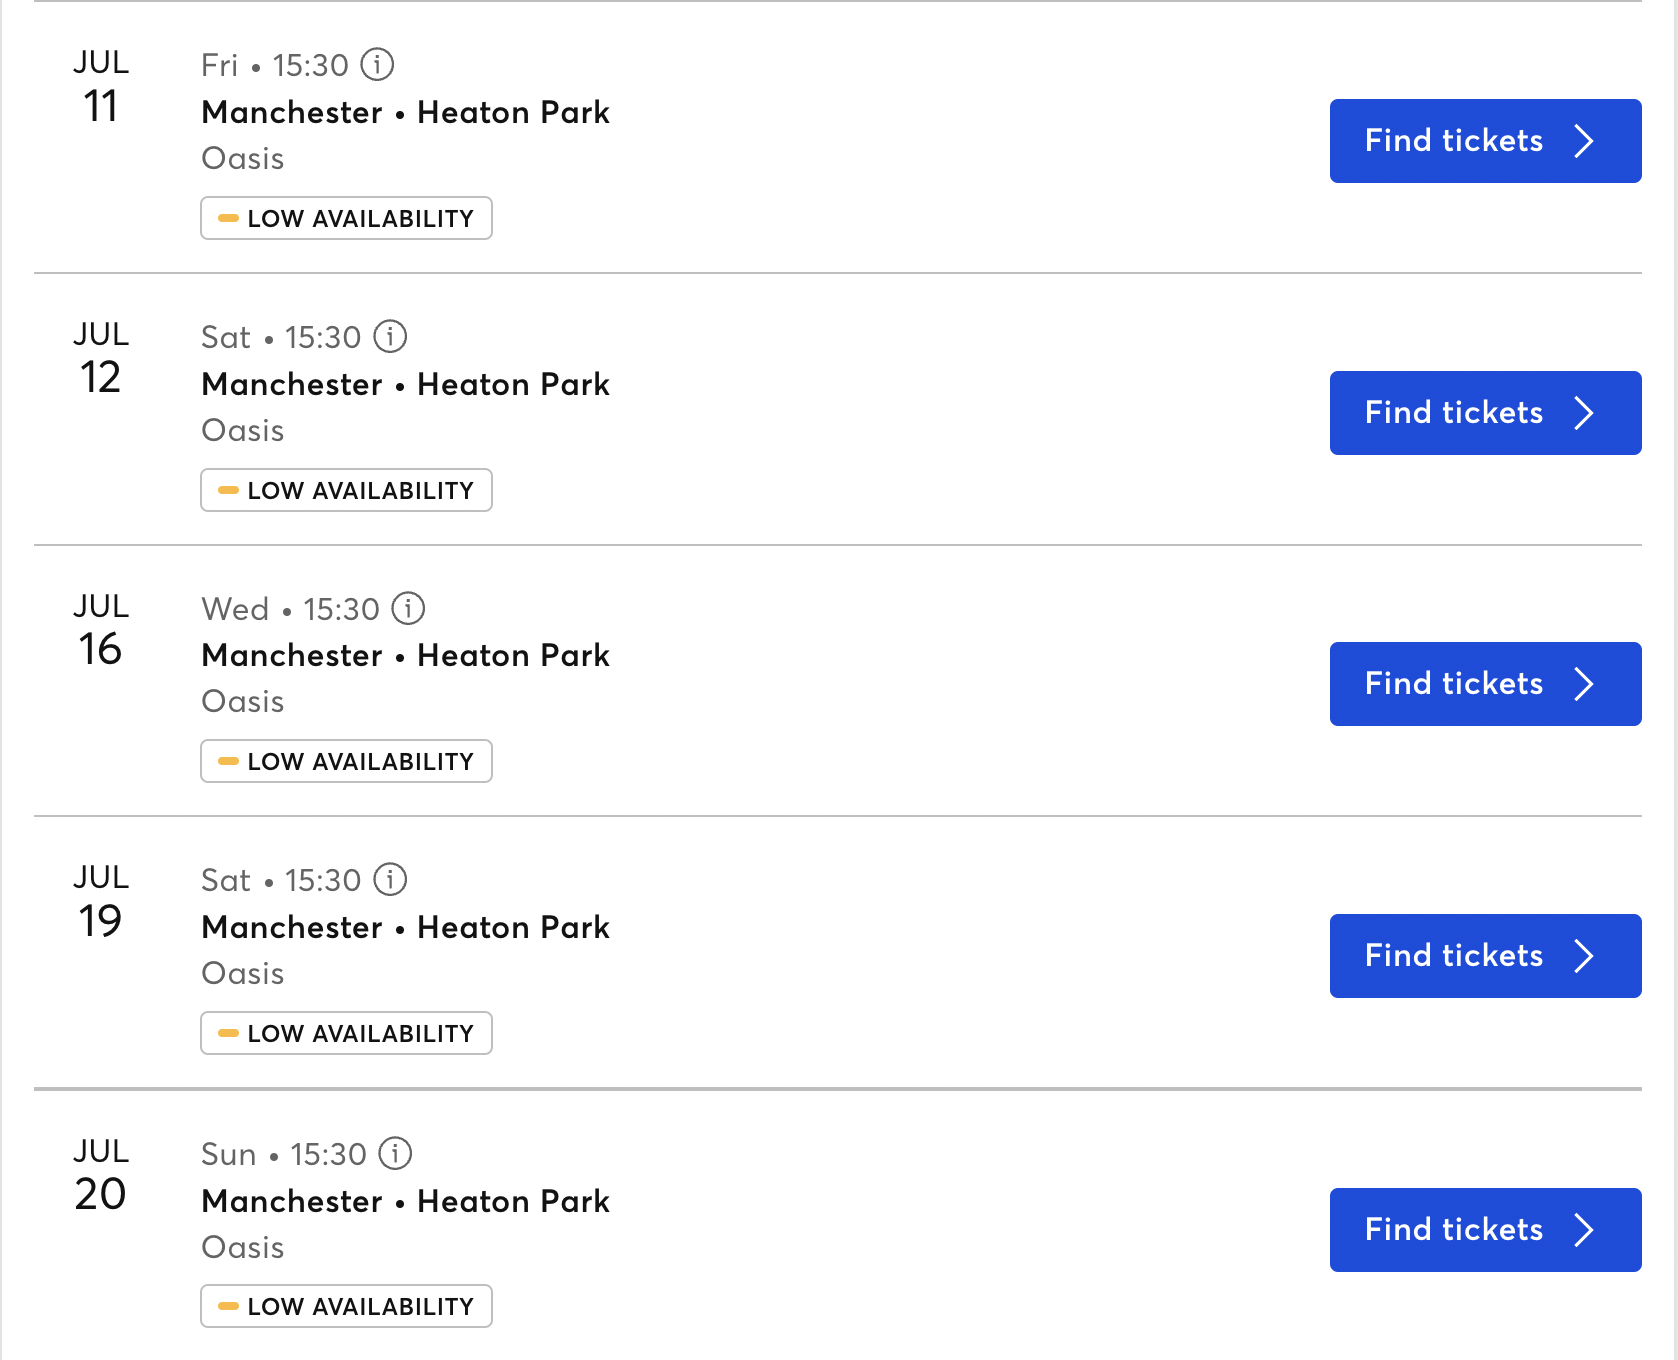 JUL
11
Fri • 15:30
Manchester • Heaton Park
Oasis
LOW AVAILABILITY
Find tickets
JUL
12
Sat • 15:30
Manchester • Heaton Park
Oasis
LOW AVAILABILITY
Find tickets
JUL
16
Wed • 15:30
Manchester • Heaton Park
Oasis
LOW AVAILABILITY
Find tickets
JUL
19
Sat • 15:30
Manchester • Heaton Park
Oasis
LOW AVAILABILITY
Find tickets
JUL
20
Sun • 15:30
Manchester • Heaton Park
Oasis
LOW AVAILABILITY
Find tickets